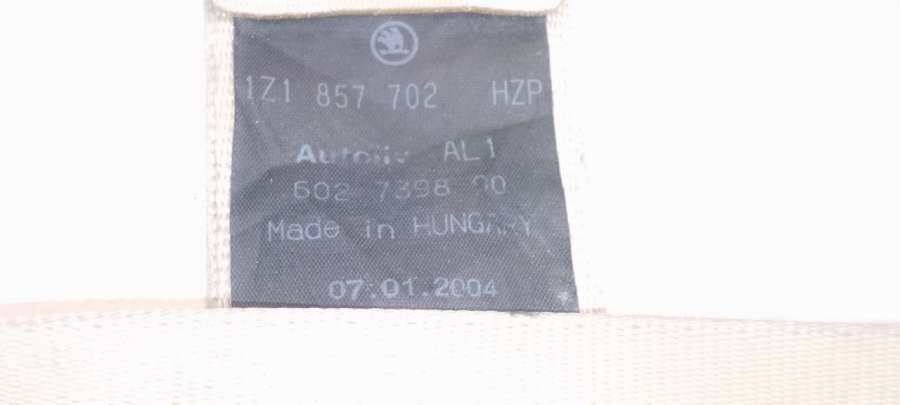 1Z1 857 702 HZP
Autoliv AL1
602 7398 00
Made in HUNGARY
07.01.2004